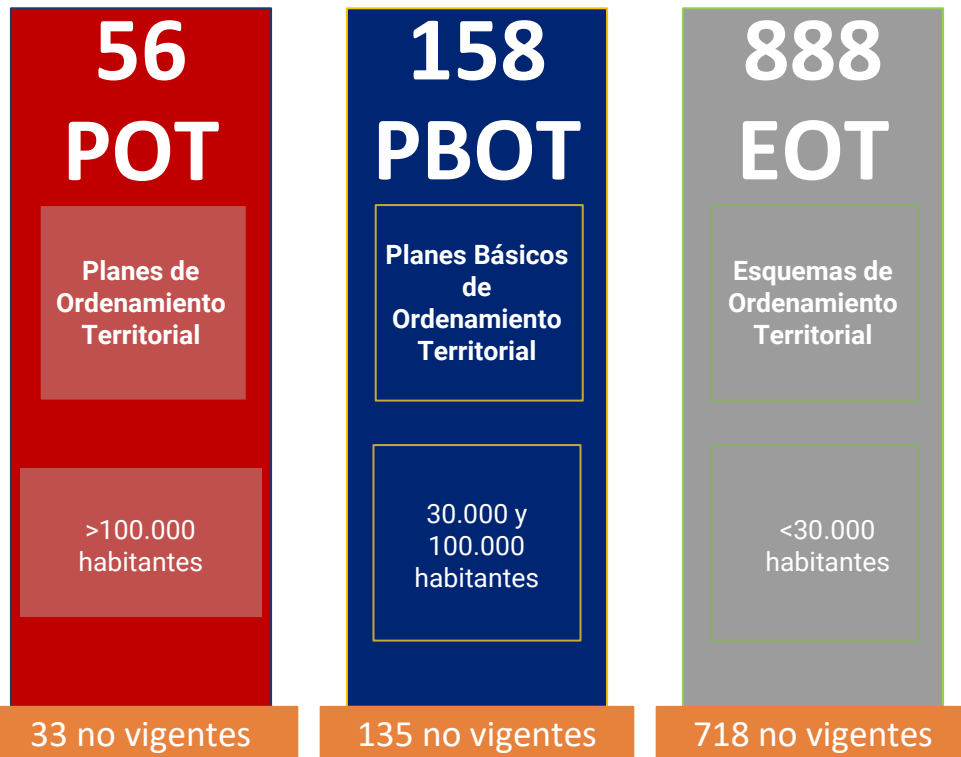 56
POT
Planes de
Ordenamiento
Territorial
>100.000
habitantes
33 no vigentes
158
PBOT
Planes Básicos
de
Ordenamiento
Territorial
30.000 y
100.000
habitantes
135 no vigentes
888
EOT
Esquemas de
Ordenamiento
Territorial
<30.000
habitantes
718 no vigentes